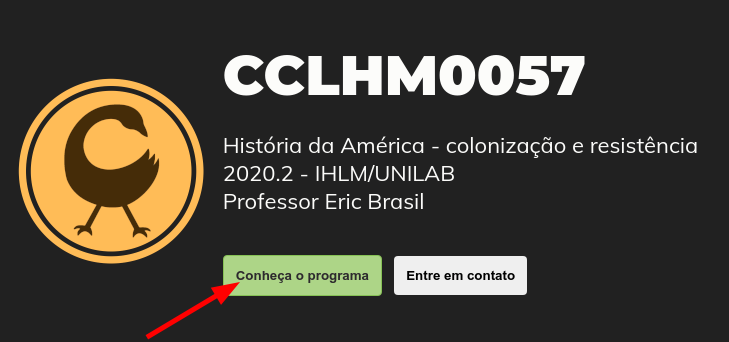 CCLHM0057
História da América - colonização e resistência
2020.2 - IHLM/UNILAB
Professor Eric Brasil
Conheça o programa
Entre em contato